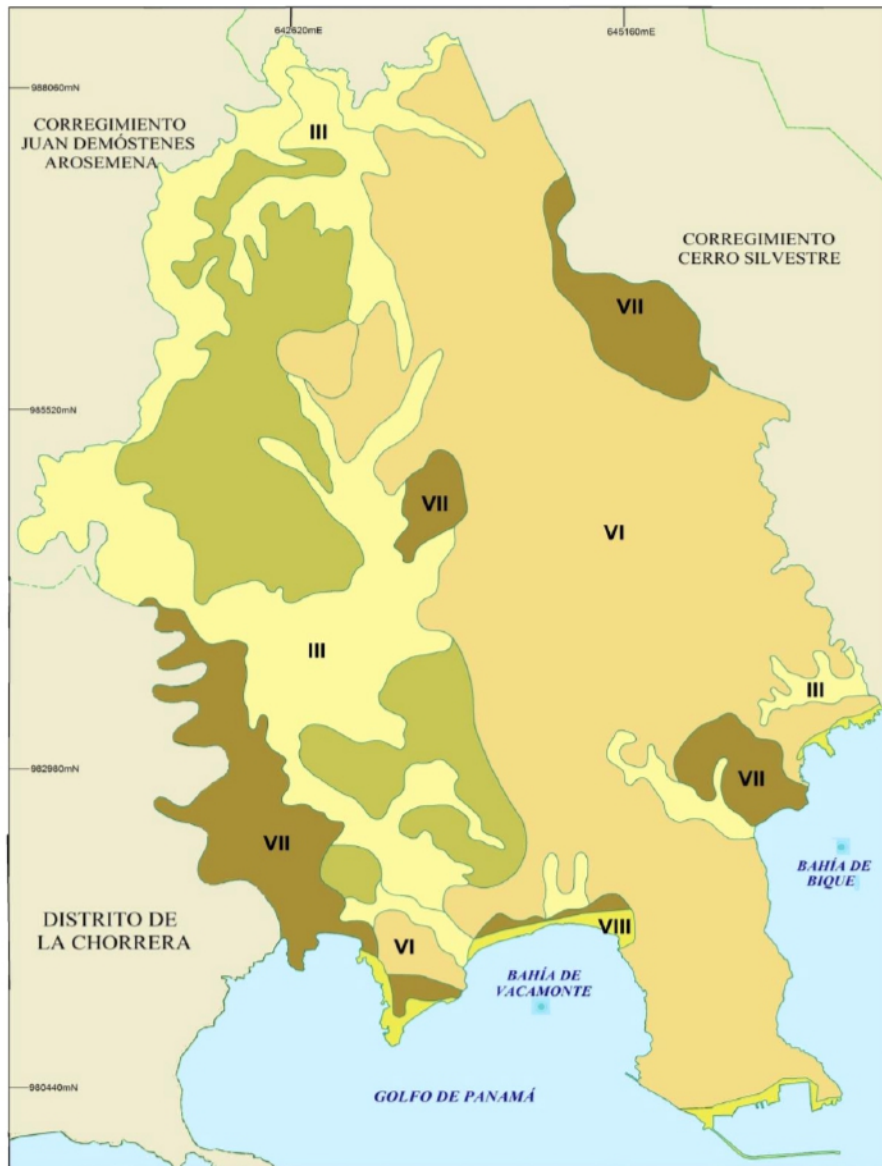 642620mE
645160mE
988060mN
CORREGIMIENTO
JUAN DEMÓSTENES
AROSEMENA
III
CORREGIMIENTO
CERRO SILVESTRE
VII
985520mN
VII
VI
III
III
982980mN
VII
VII
BAHÍA DE
BIQUE
DISTRITO DE
LA CHORRERA
VIII
VI
BAHÍA DE
VACAMONTE
980440mN
GOLFO DE PANAMÁ